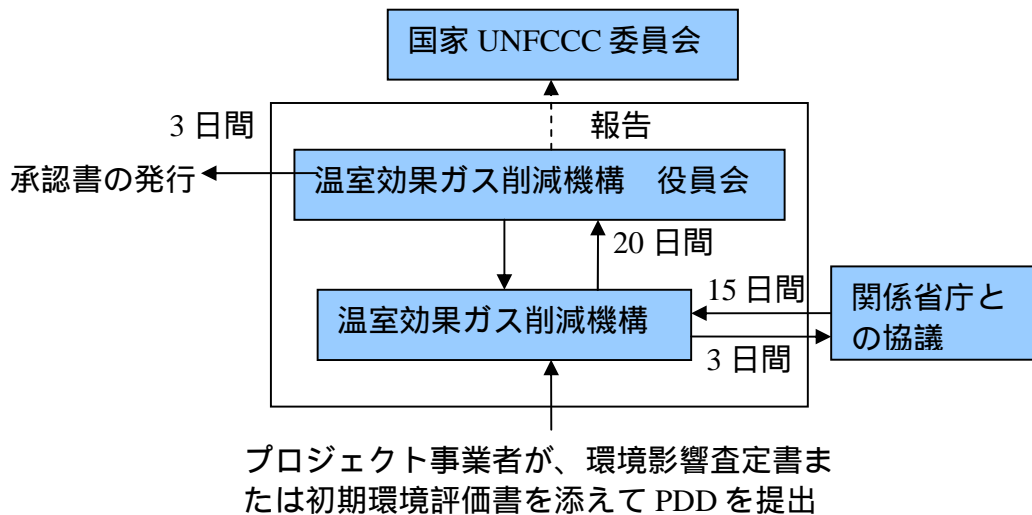 国家 UNFCCC 委員会
3 日間
報告
承認書の発行
温室効果ガス削減機構　役員会
20 日間
15 日間
関係省庁と
の協議
温室効果ガス削減機構
3 日間
プロジェクト事業者が、環境影響査定書ま
たは初期環境評価書を添えて PDD を提出